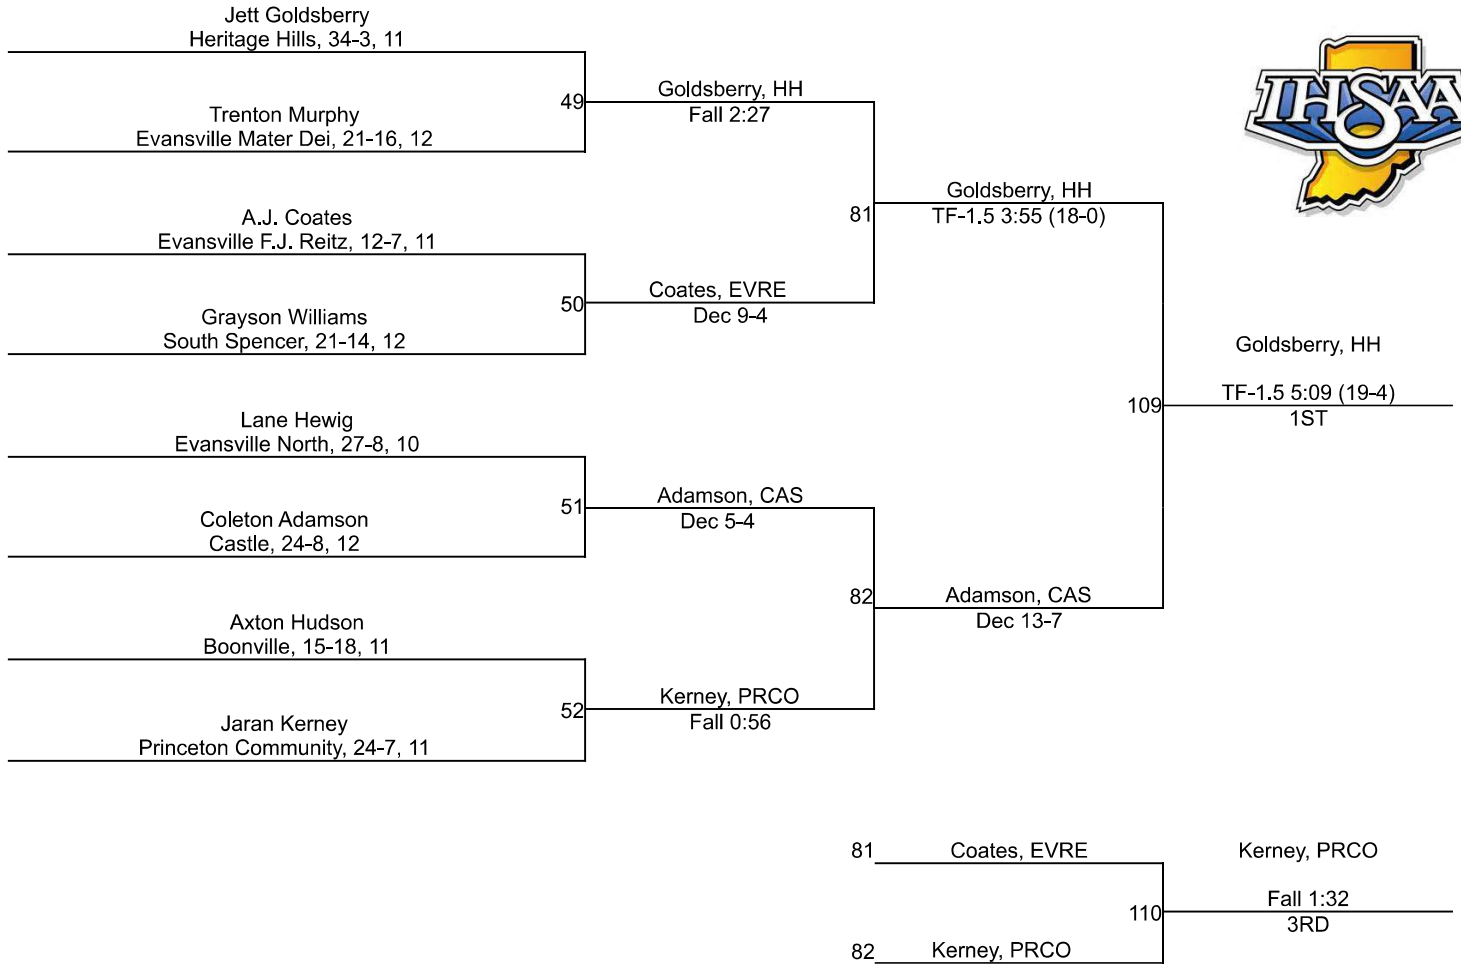 Jett Goldsberry
Heritage Hills, 34-3, 11
Trenton Murphy
Evansville Mater Dei, 21-16, 12
A.J. Coates
Evansville F.J. Reitz, 12-7, 11
Grayson Williams
South Spencer, 21-14, 12
Lane Hewig
Evansville North, 27-8, 10
Coleton Adamson
Castle, 24-8, 12
Axton Hudson
Boonville, 15-18, 11
Jaran Kerney
Princeton Community, 24-7, 11
49
Goldsberry, HH
Fall 2:27
50
Coates, EVRE
Dec 9-4
51
Adamson, CAS
Dec 5-4
52
Kerney, PRCO
Fall 0:56
81
Goldsberry, HH
TF-1.5 3:55 (18-0)
82
Adamson, CAS
Dec 13-7
109
Goldsberry, HH
TF-1.5 5:09 (19-4)
1ST
IHSAA
81
Coates, EVRE
82
Kerney, PRCO
110
Kerney, PRCO
Fall 1:32
3RD